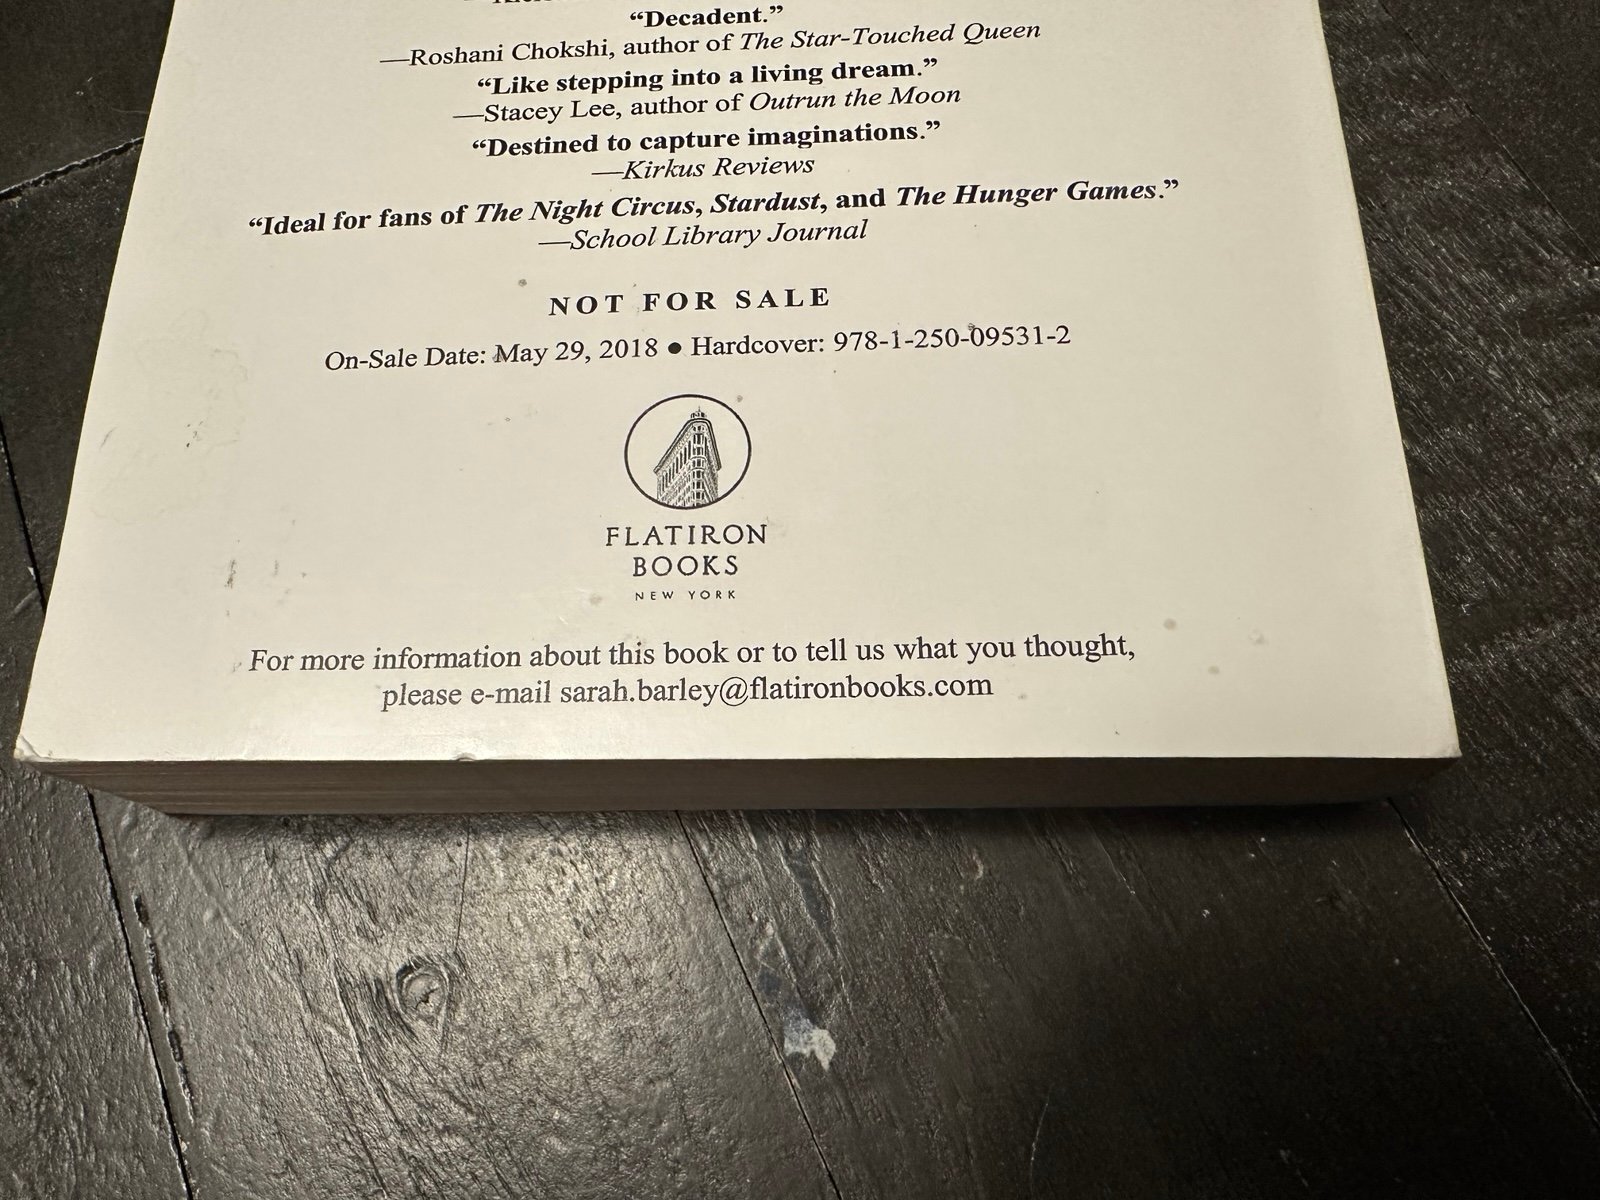 “Decadent.”
—Roshani Chokshi, author of The Star-Touched Queen
“Like stepping into a living dream.”
—Stacey Lee, author of Outrun the Moon
“Destined to capture imaginations.”
—Kirkus Reviews
“Ideal for fans of The Night Circus, Stardust, and The Hunger Games.”
—School Library Journal
NOT FOR SALE
On-Sale Date: May 29, 2018 ● Hardcover: 978-1-250-09531-2
FLATIRON
BOOKS
NEW YORK
For more information about this book or to tell us what you thought,
please e-mail sarah.barley@flatironbooks.com